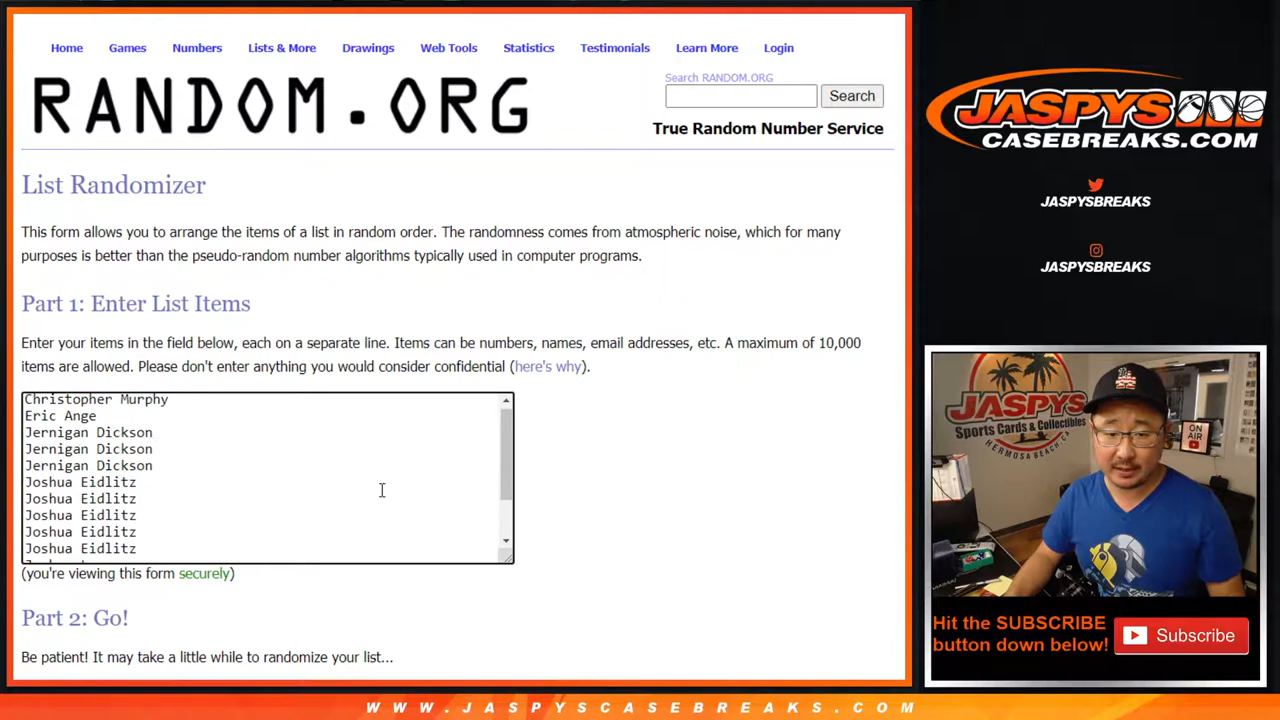 Home Games Numbers Lists & More Drawings Web Tools Statistics Testimonials Learn More Login
RANDOM.ORG
Search RANDOM.ORG
Search
True Random Number Service
List Randomizer
This form allows you to arrange the items of a list in random order. The randomness comes from atmospheric noise, which for many
purposes is better than the pseudo-random number algorithms typically used in computer programs.
Part 1: Enter List Items
Enter your items in the field below, each on a separate line. Items can be numbers, names, email addresses, etc. A maximum of 10,000
items are allowed. Please don't enter anything you would consider confidential (here's why).
Christopher Murphy
Eric Ange
Jernigan Dickson
Jernigan Dickson
Jernigan Dickson
Joshua Eidlitz
Joshua Eidlitz
Joshua Eidlitz
Joshua Eidlitz
Joshua Eidlitz
(you're viewing this form securely)
Part 2: Go!
Be patient! It may take a little while to randomize your list...
JASPYS
CASEBREAKS.COM
JASPYSBREAKS
JASPYSBREAKS
JASPY'S
Sports Cards & Collectibles
HERMOSA BEACH, CA
ON AIR
Hit the SUBSCRIBE
button down below!
Subscribe
WWW.JASPYSCASEBREAKS.COM